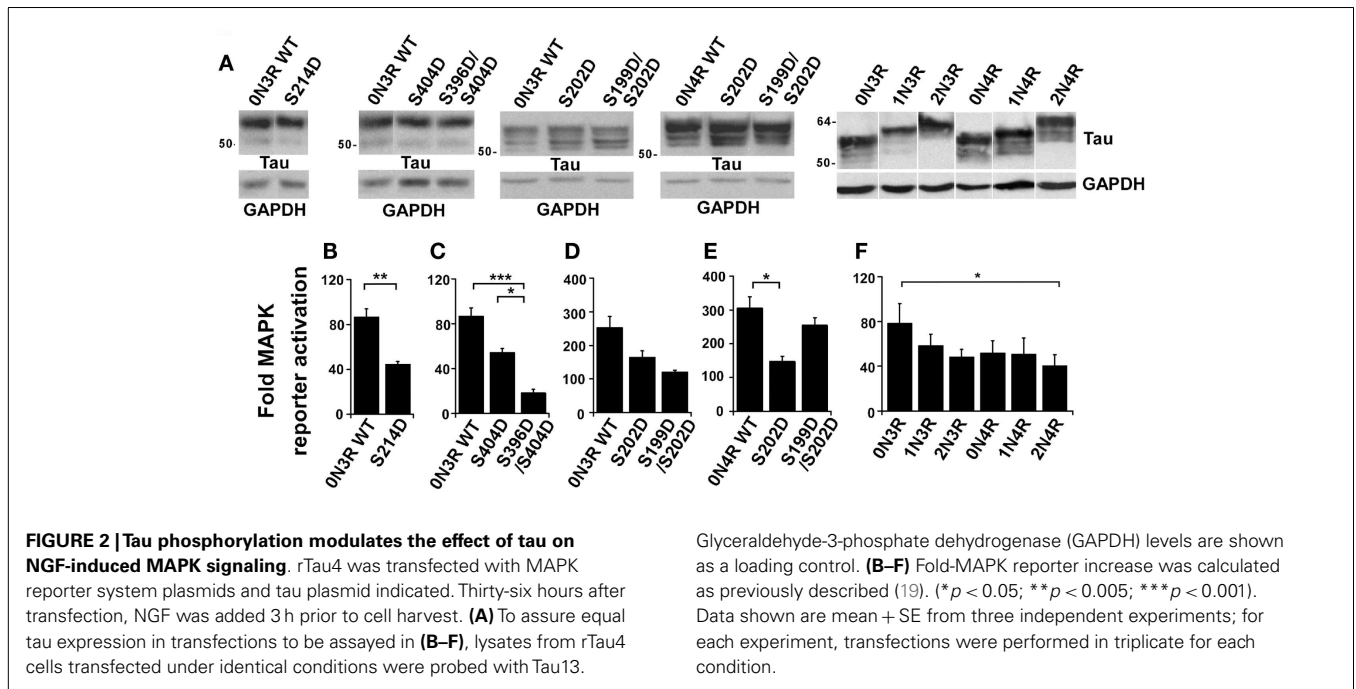 A
0N3R WT
S214D
0N3R WT
S404D
S396D/
S404D
0N3R WT
S202D
S199D/
S202D
0N4R WT
S202D
S199D/
S202D
0N3R
1N3R
2N3R
0N4R
1N4R
2N4R
50-
Tau
GAPDH
50-
Tau
GAPDH
50-
Tau
GAPDH
50-
Tau
GAPDH
64-
50-
Tau
GAPDH
Fold MAPK
reporter activation
B
120
80
40
0
**
0N3R WT
S214D
C
120
80
40
0
***
*
0N3R WT
S404D
S396D
/S404D
D
400
300
200
100
0
0N3R WT
S202D
S199D
/S202D
E
400
300
200
100
0
*
0N4R WT
S202D
S199D
/S202D
F
120
80
40
0
*
0N3R
1N3R
2N3R
0N4R
1N4R
2N4R
FIGURE 2 | Tau phosphorylation modulates the effect of tau on
NGF-induced MAPK signaling. rTau4 was transfected with MAPK
reporter system plasmids and tau plasmid indicated. Thirty-six hours after
transfection, NGF was added 3 h prior to cell harvest. (A) To assure equal
tau expression in transfections to be assayed in (B–F), lysates from rTau4
cells transfected under identical conditions were probed with Tau13.
Glyceraldehyde-3-phosphate dehydrogenase (GAPDH) levels are shown
as a loading control. (B–F) Fold-MAPK reporter increase was calculated
as previously described (19). (*p < 0.05; **p < 0.005; ***p < 0.001).
Data shown are mean + SE from three independent experiments; for
each experiment, transfections were performed in triplicate for each
condition.